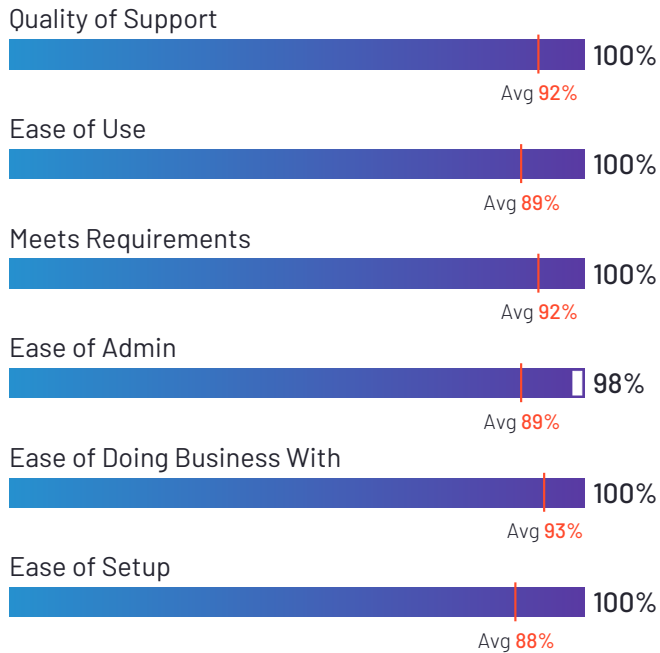 Quality of Support
100%
Avg 92%
Ease of Use
100%
Avg 89%
Meets Requirements
100%
Avg 92%
Ease of Admin
98%
Avg 89%
Ease of Doing Business With
100%
Avg 93%
Ease of Setup
100%
Avg 88%